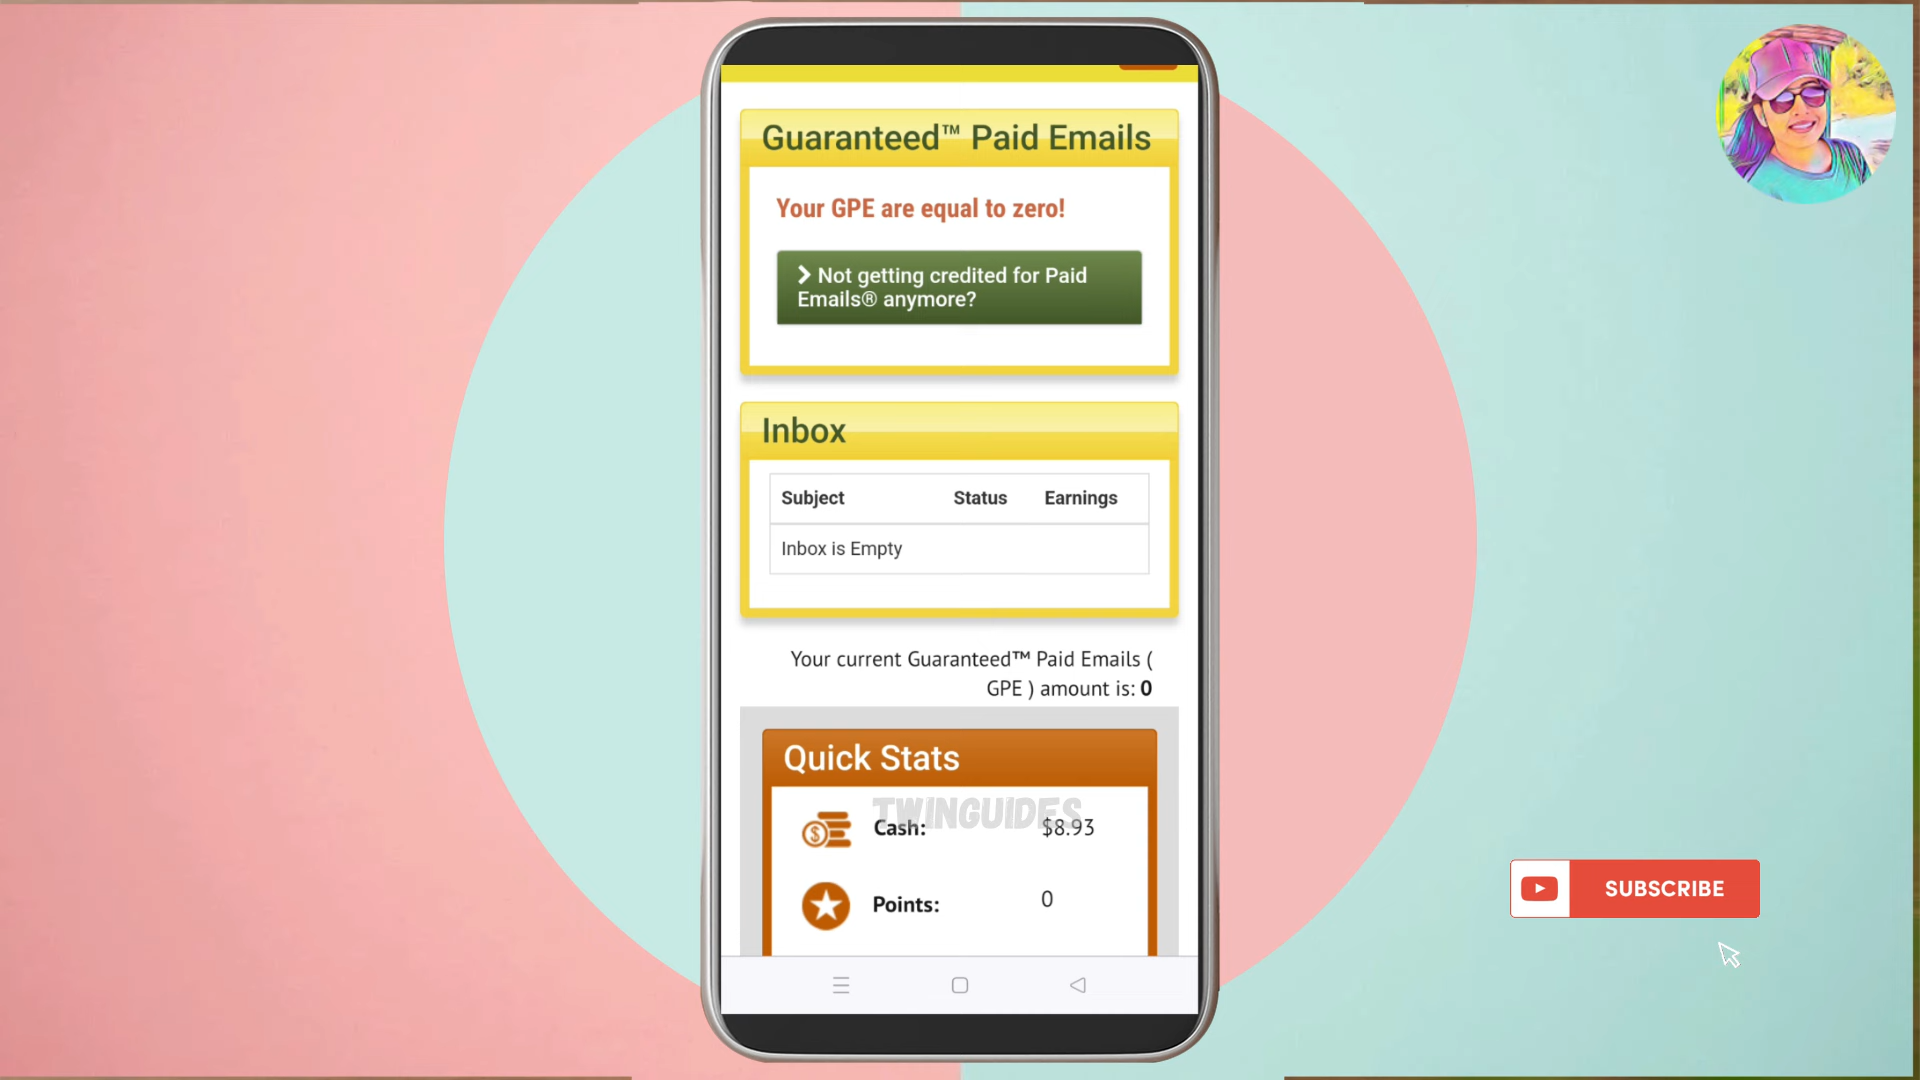 Guaranteed™ Paid Emails
Your GPE are equal to zero!
Not getting credited for Paid
Emails® anymore?
Inbox
Subject Status Earnings
Inbox is Empty
Your current Guaranteed™ Paid Emails (
GPE ) amount is: 0
Quick Stats
TWINGUIDES
Cash: $8.93
Points: 0
SUBSCRIBE